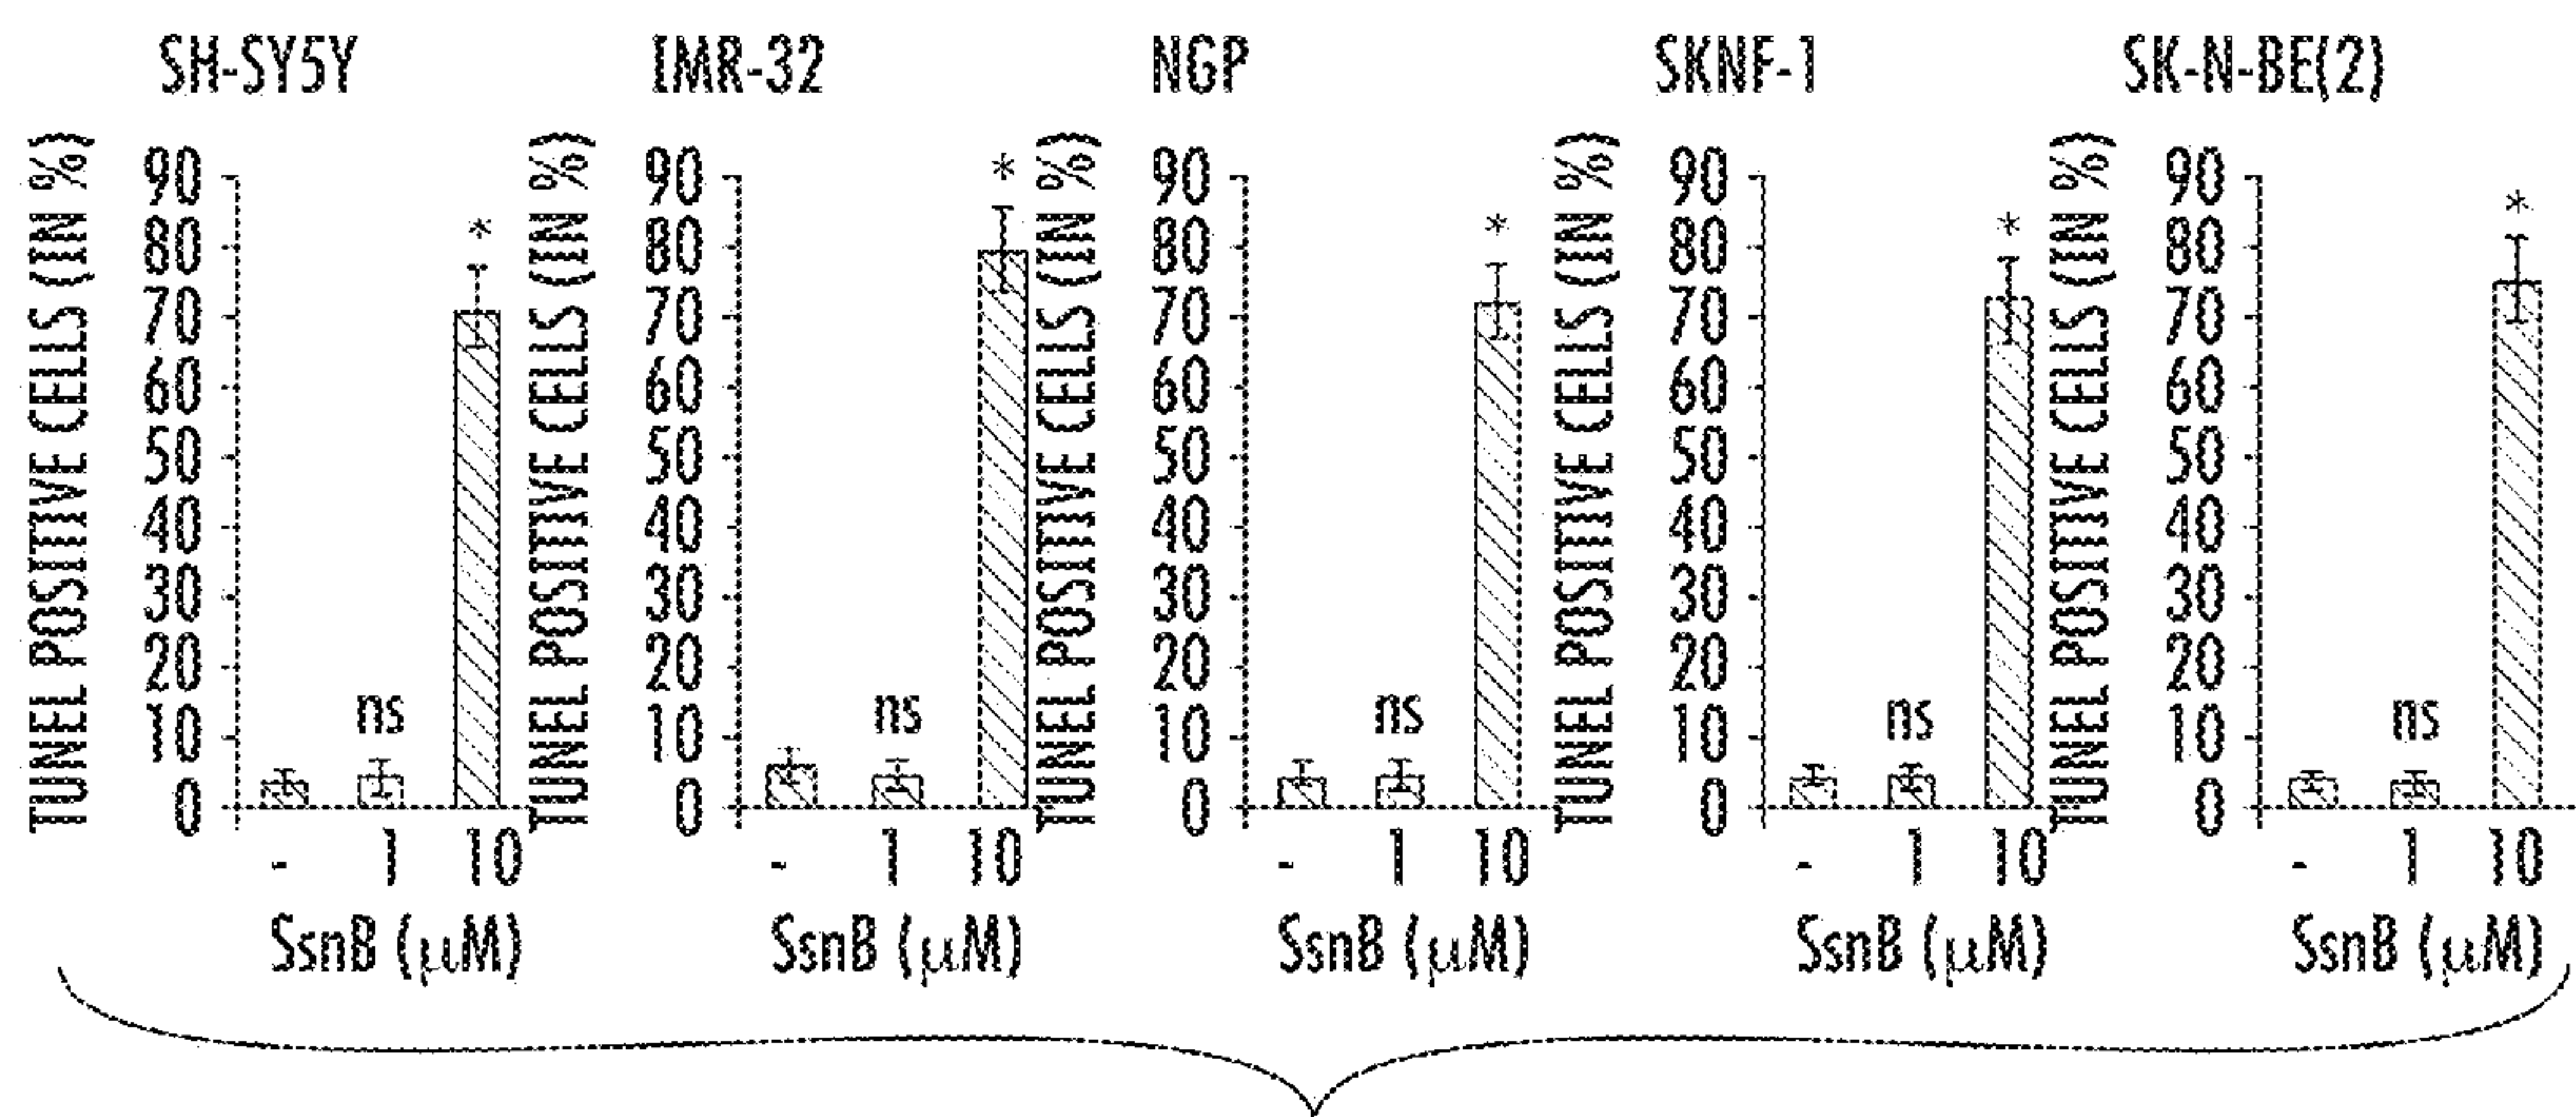 SH-SY5Y
TUNEL POSITIVE CELLS (IN %)
90
80
70
60
50
40
30
20
10
0
ns
*
- 1 10
SsnB (μM)
IMR-32
TUNEL POSITIVE CELLS (IN %)
90
80
70
60
50
40
30
20
10
0
ns
*
- 1 10
SsnB (μM)
NGP
TUNEL POSITIVE CELLS (IN %)
90
80
70
60
50
40
30
20
10
0
ns
*
- 1 10
SsnB (μM)
SKNF-1
TUNEL POSITIVE CELLS (IN %)
90
80
70
60
50
40
30
20
10
0
ns
*
- 1 10
SsnB (μM)
SK-N-BE(2)
TUNEL POSITIVE CELLS (IN %)
90
80
70
60
50
40
30
20
10
0
ns
*
- 1 10
SsnB (μM)